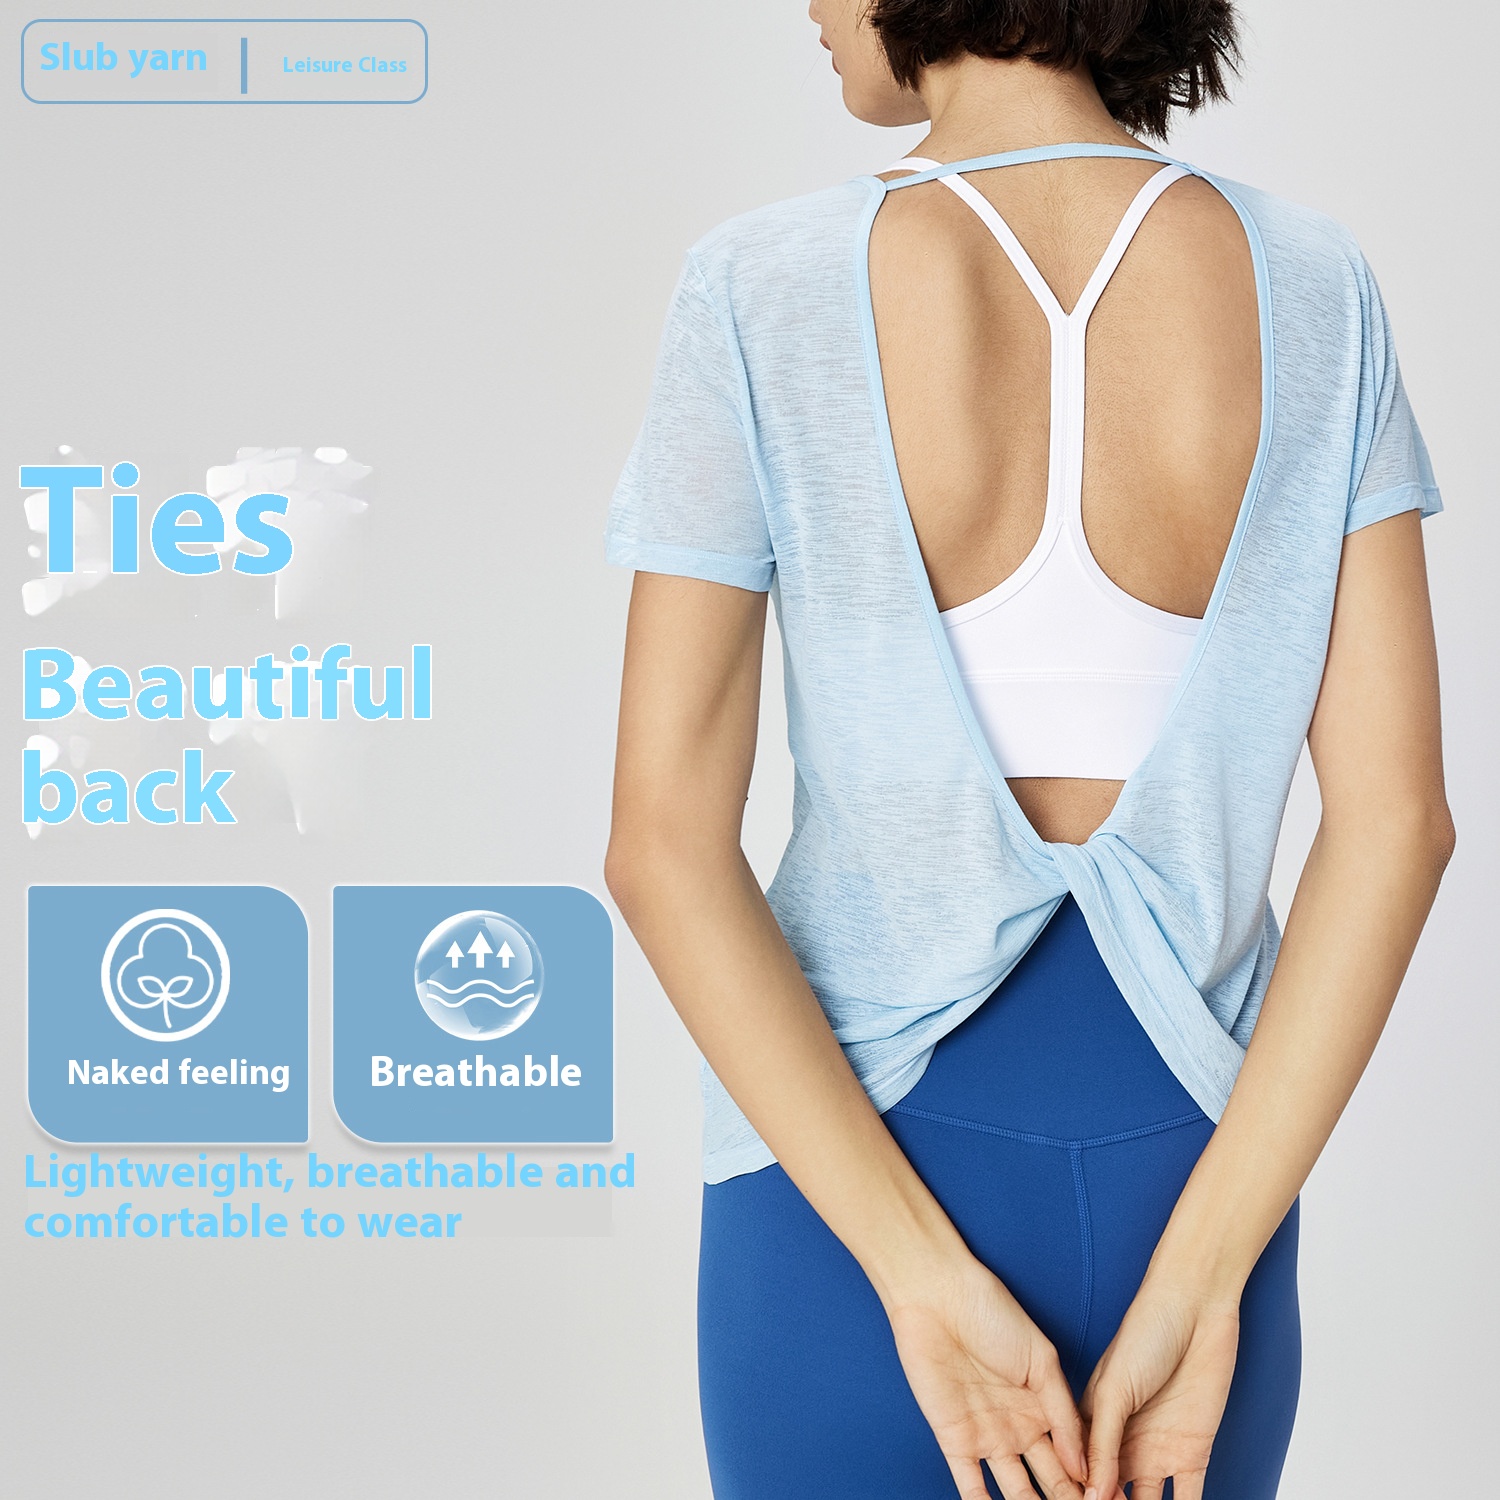 Slub yarn | Leisure Class
Ties
Beautiful
back
Naked feeling
Breathable
Lightweight, breathable and
comfortable to wear